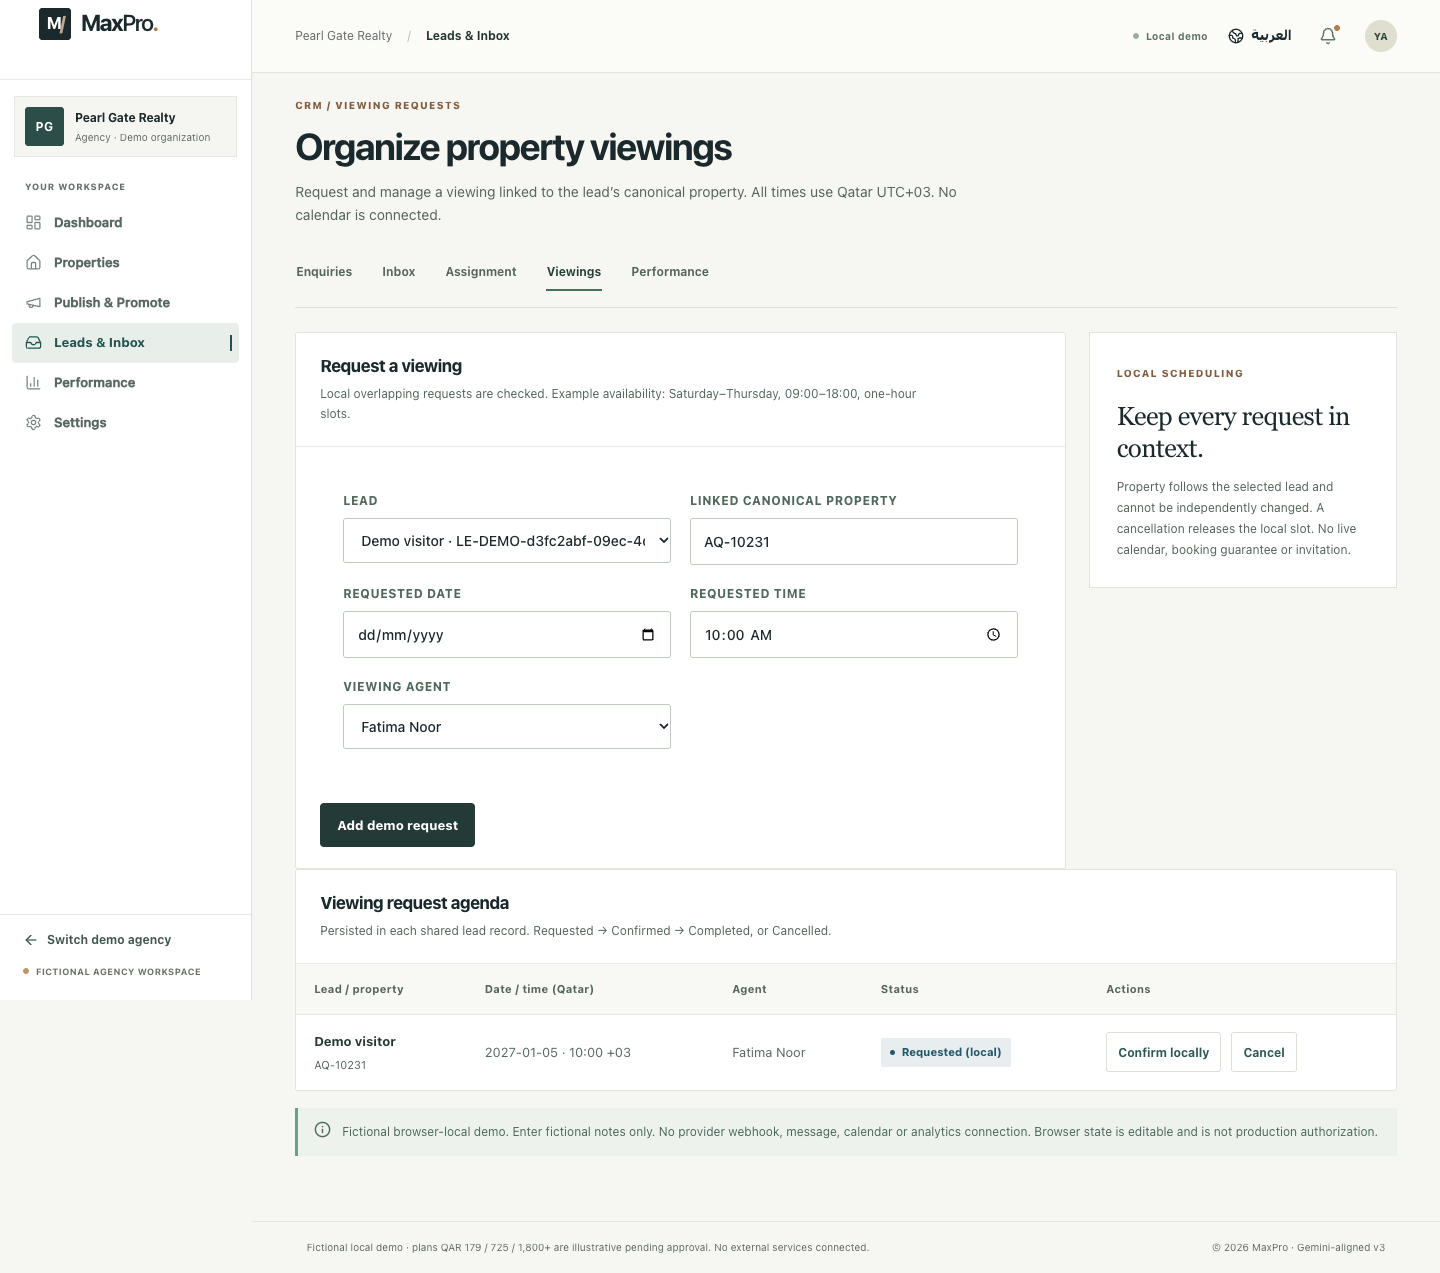 M/ MaxPro.
Pearl Gate Realty / Leads & Inbox
Local demo
العربية
YA
PG
Pearl Gate Realty
Agency · Demo organization
YOUR WORKSPACE
Dashboard
Properties
Publish & Promote
Leads & Inbox
Performance
Settings
Switch demo agency
FICTIONAL AGENCY WORKSPACE
CRM / VIEWING REQUESTS
Organize property viewings
Request and manage a viewing linked to the lead’s canonical property. All times use Qatar UTC+03. No
calendar is connected.
Enquiries Inbox Assignment Viewings Performance
Request a viewing
Local overlapping requests are checked. Example availability: Saturday–Thursday, 09:00–18:00, one-hour
slots.
LEAD
Demo visitor · LE-DEMO-d3fc2abf-09ec-4
LINKED CANONICAL PROPERTY
AQ-10231
REQUESTED DATE
dd/mm/yyyy
REQUESTED TIME
10:00 AM
VIEWING AGENT
Fatima Noor
Add demo request
LOCAL SCHEDULING
Keep every request in
context.
Property follows the selected lead and
cannot be independently changed. A
cancellation releases the local slot. No live
calendar, booking guarantee or invitation.
Viewing request agenda
Persisted in each shared lead record. Requested → Confirmed → Completed, or Cancelled.
Lead / property Date / time (Qatar) Agent Status Actions
Demo visitor
AQ-10231
2027-01-05 · 10:00 +03
Fatima Noor
Requested (local)
Confirm locally
Cancel
Fictional browser-local demo. Enter fictional notes only. No provider webhook, message, calendar or analytics connection. Browser state is editable and is not production authorization.
Fictional local demo · plans QAR 179 / 725 / 1,800+ are illustrative pending approval. No external services connected.
© 2026 MaxPro · Gemini-aligned v3